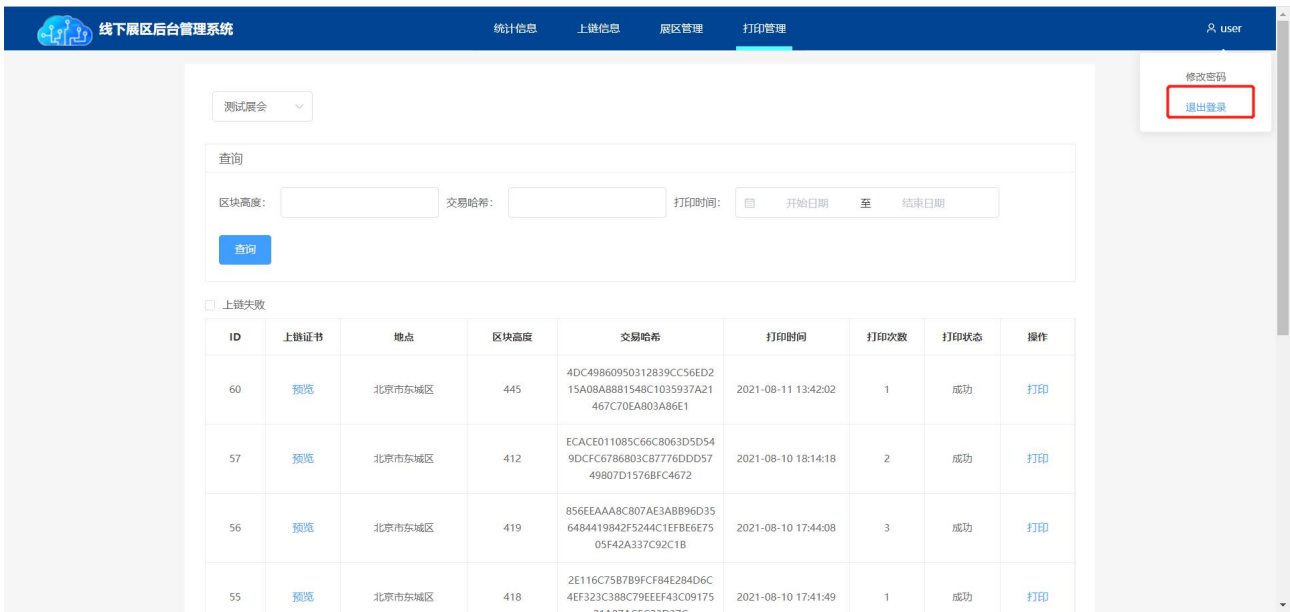 线下展区后台管理系统 统计信息 上链信息 展区管理 打印管理 user
修改密码
退出登录
测试展会
查询
区块高度: 交易哈希: 打印时间: 开始日期 至 结束日期
查询
上链失败
ID 上链证书 地点 区块高度 交易哈希 打印时间 打印次数 打印状态 操作
4DC49860950312839CC56ED2
60 预览 北京市东城区 445 15A08A8881548C1035937A21 2021-08-11 13:42:02 1 成功 打印
467C70EA803A86E1
ECACE011085C66C8063D5D54
57 预览 北京市东城区 412 9DCFC6786803C87776DDD57 2021-08-10 18:14:18 2 成功 打印
49807D1576BFC4672
856EEAAA8C807AE3ABB96D35
56 预览 北京市东城区 419 6484419842F5244C1EFBE6E75 2021-08-10 17:44:08 3 成功 打印
05F42A337C92C1B
2E116C75B7B9FCF84E284D6C
55 预览 北京市东城区 418 4EF323C388C79EEEF43C09175 2021-08-10 17:41:49 1 成功 打印